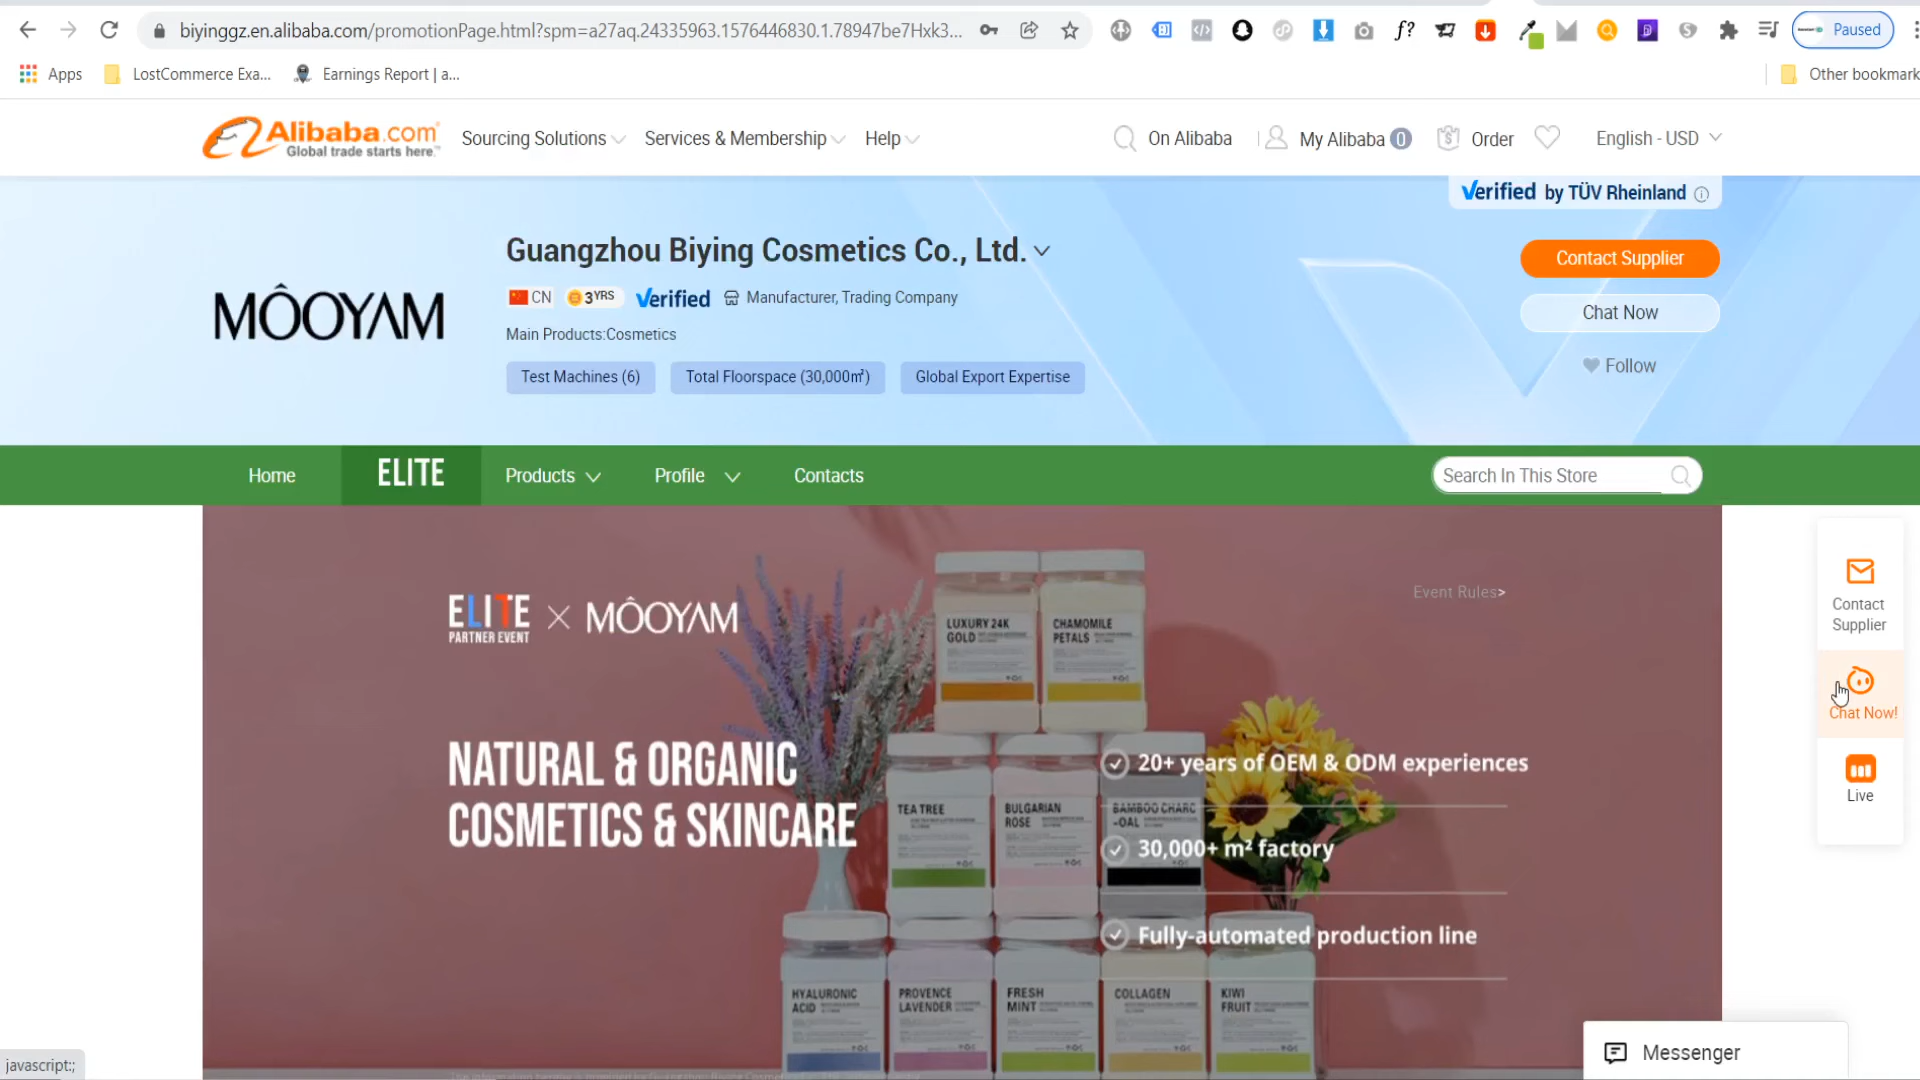 biyinggz.en.alibaba.com/promotionPage.html?spm=a27aq.24335963.1576446830.1.78947be7Hxk3...
f?
Paused
Apps
LostCommerce Exa...
Earnings Report | a...
Other bookmark
Alibaba.com
Global trade starts here.™
Sourcing Solutions
Services & Membership
Help
On Alibaba
My Alibaba 0
Order
English - USD
Verified by TÜV Rheinland
MÔOYAM
Guangzhou Biying Cosmetics Co., Ltd.
CN 3 YRS Verified Manufacturer, Trading Company
Main Products:Cosmetics
Test Machines (6)
Total Floorspace (30,000㎡)
Global Export Expertise
Contact Supplier
Chat Now
Follow
Home
ELITE
Products
Profile
Contacts
Search In This Store
ELITE
PARTNER EVENT
MÔOYAM
Event Rules>
NATURAL & ORGANIC
COSMETICS & SKINCARE
LUXURY 24K
GOLD
CHAMOMILE
PETALS
TEA TREE
BULGARIAN
ROSE
BAMBOO CHARC
-OAL
HYALURONIC
ACID
PROVENCE
LAVENDER
FRESH
MINT
COLLAGEN
KIWI
FRUIT
20+ years of OEM & ODM experiences
30,000+ m² factory
Fully-automated production line
Contact
Supplier
Chat Now!
Live
Messenger
javascript:;